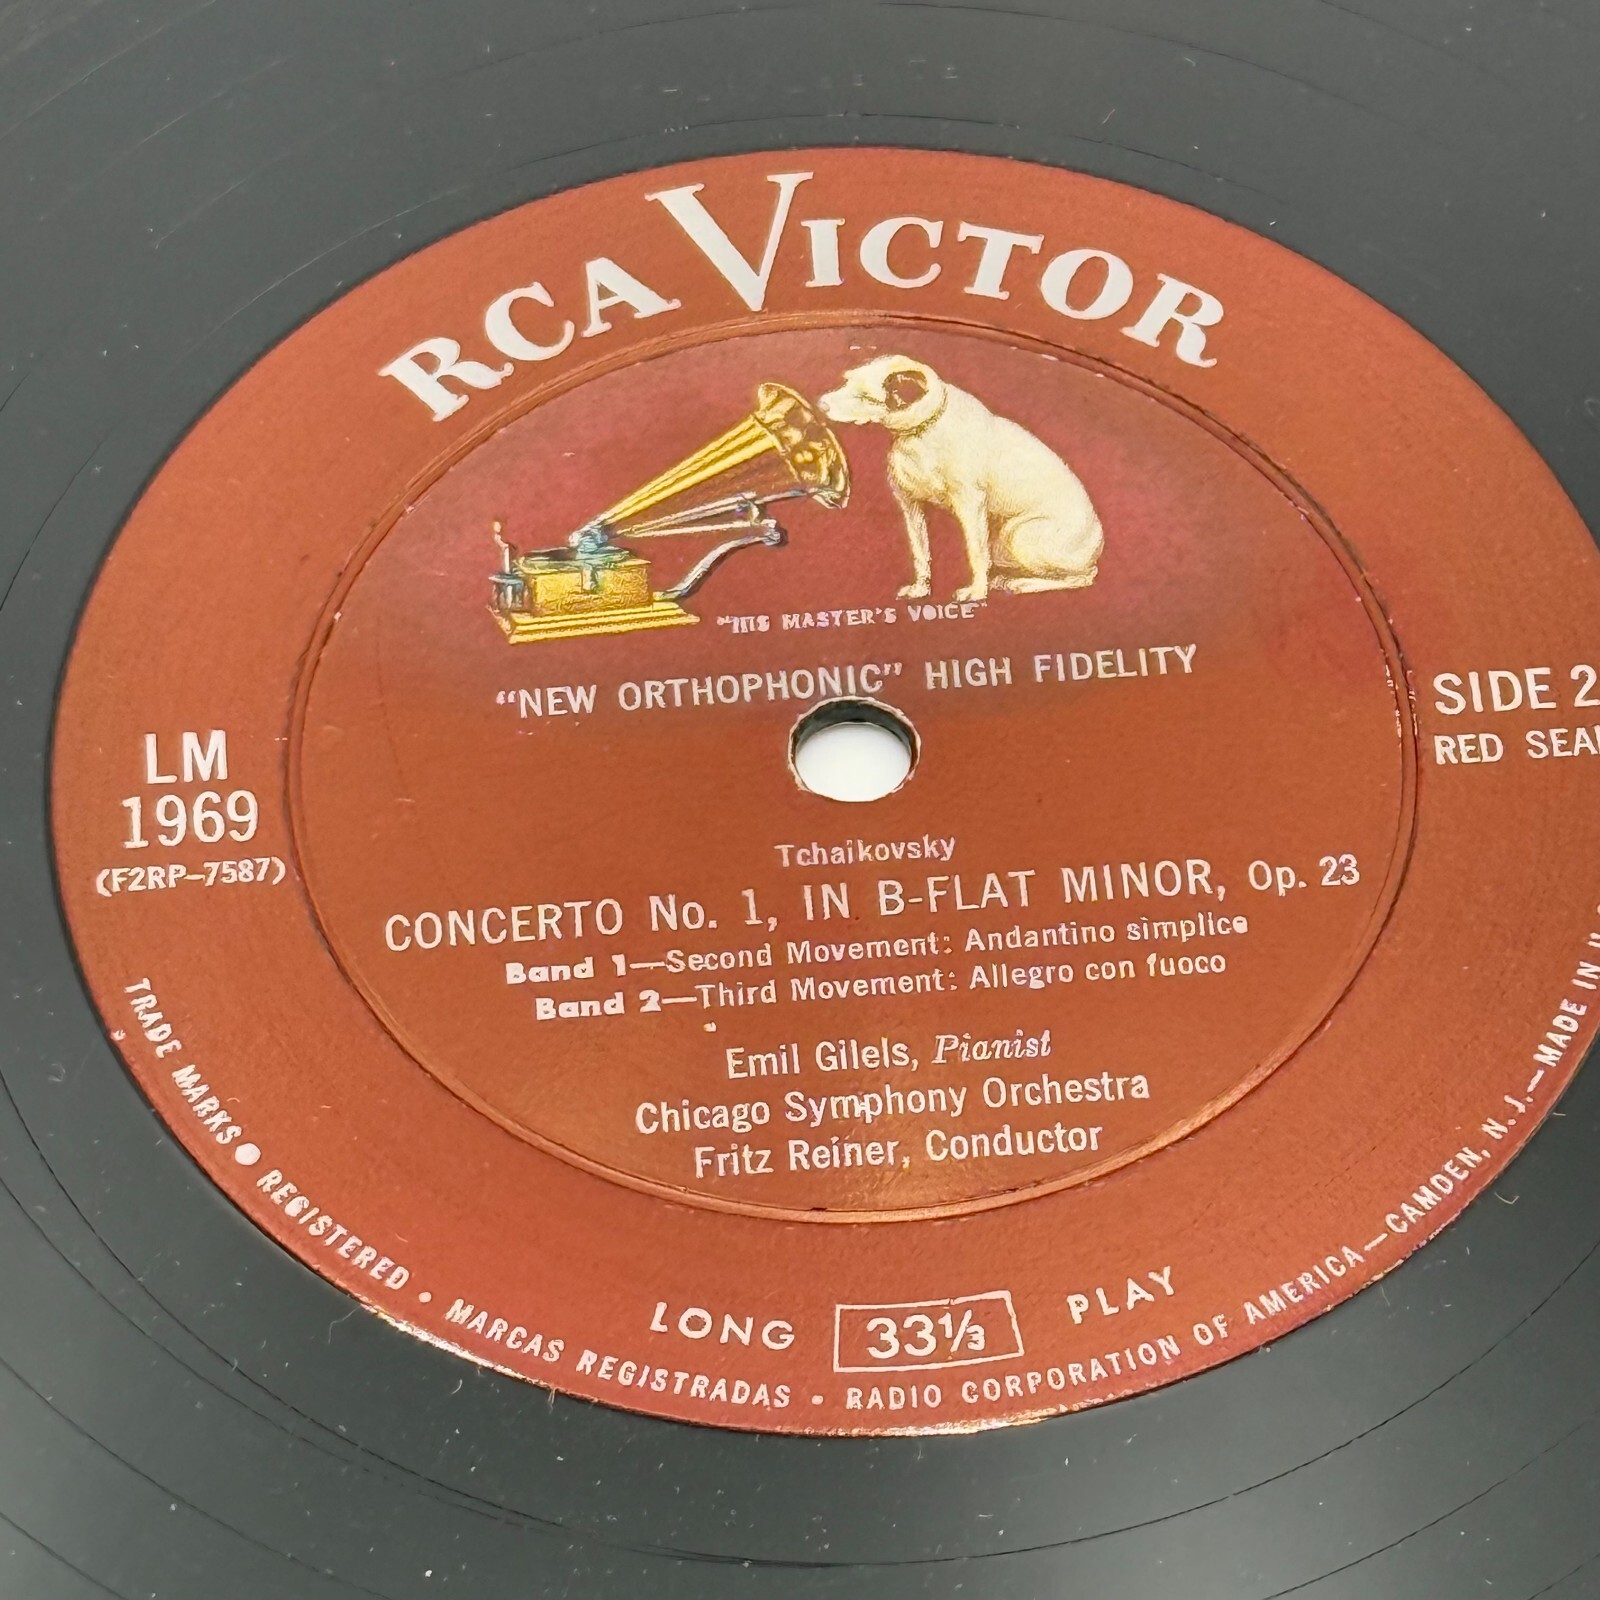 RCA VICTOR
"HIS MASTER'S VOICE"
"NEW ORTHOPHONIC" HIGH FIDELITY
LM
1969
(F2RP-7587)
SIDE 2
RED SEAL
Tchaikovsky
CONCERTO No. 1, IN B-FLAT MINOR, Op. 23
Band 1—Second Movement: Andantino simplice
Band 2—Third Movement: Allegro con fuoco
Emil Gilels, Pianist
Chicago Symphony Orchestra
Fritz Reiner, Conductor
LONG 33⅓ PLAY
TRADE MARKS ● REGISTERED • MARCAS REGISTRADAS • RADIO CORPORATION OF AMERICA—CAMDEN, N.J.—MADE IN U.